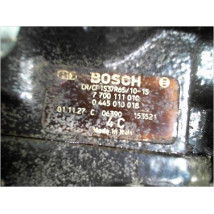 BOSCH
CR/CP1S3/R65/10-1S
7 700 111 010
0 445 010 018
01.11.27 C 06390 153521
4 C
Made in Italy